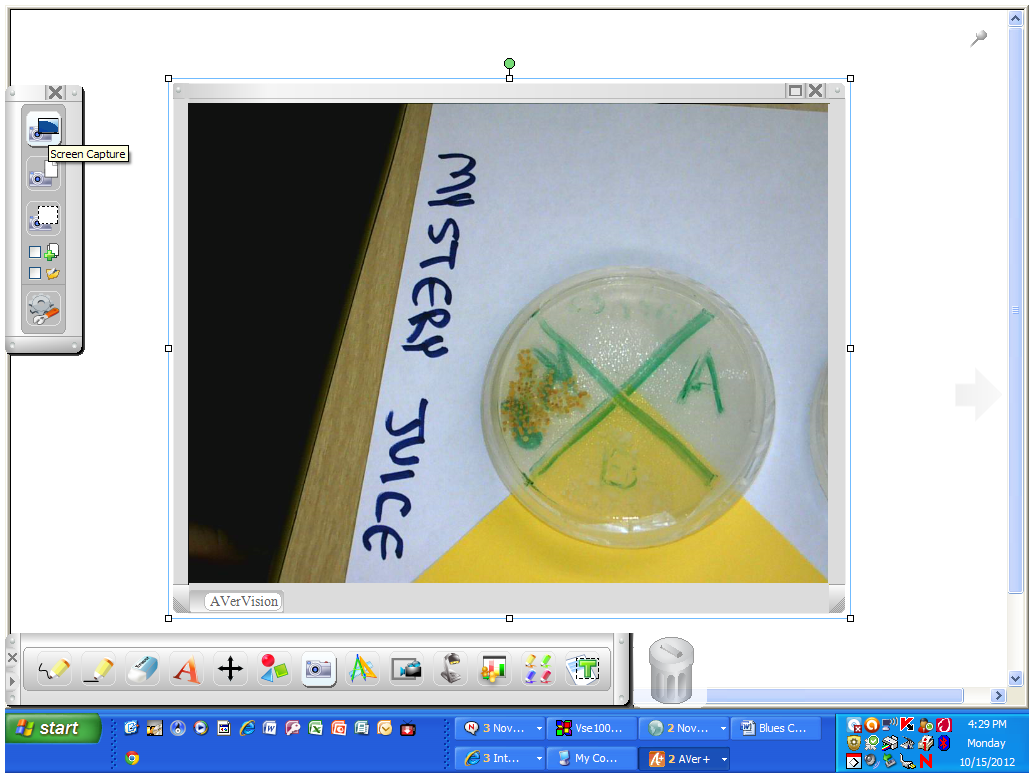 Screen Capture
MYSTERY JUICE
A
B
AVerVision
start
3 Nov...
Vse100...
2 Nov...
Blues C...
3 Int...
My Co...
2 AVer+
4:29 PM
Monday
10/15/2012